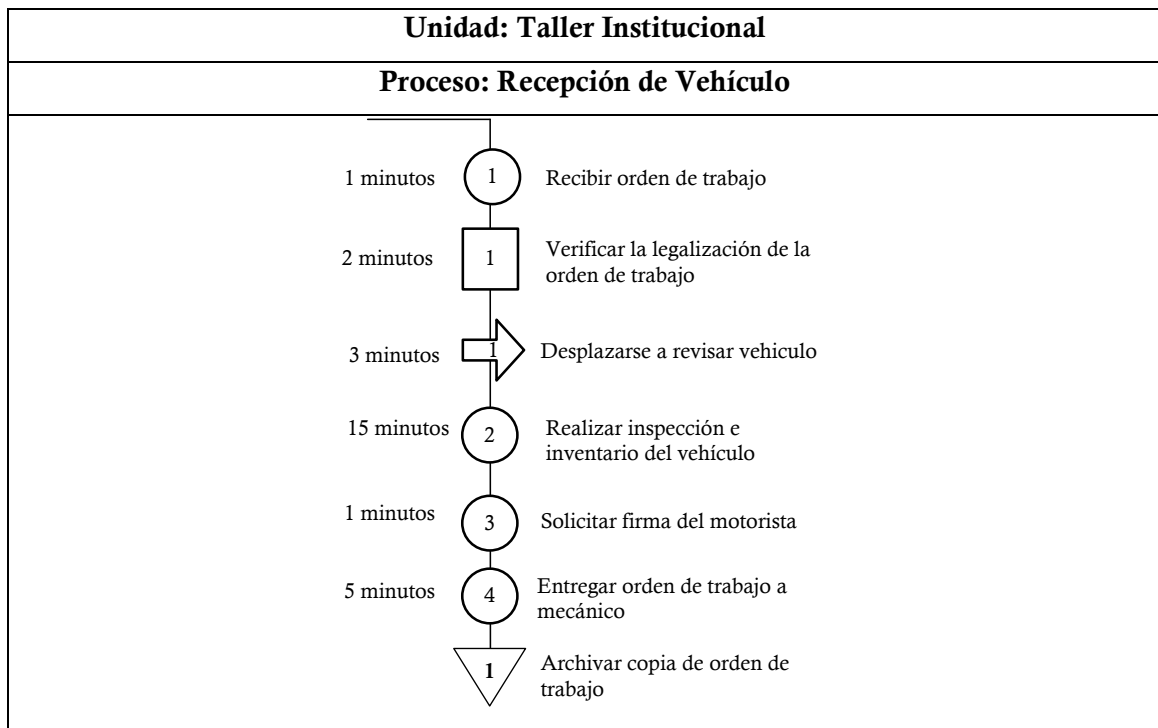 Unidad: Taller Institucional
Proceso: Recepción de Vehículo
1 minutos
1
Recibir orden de trabajo
2 minutos
1
Verificar la legalización de la
orden de trabajo
3 minutos
1
Desplazarse a revisar vehiculo
15 minutos
2
Realizar inspección e
inventario del vehículo
1 minutos
3
Solicitar firma del motorista
5 minutos
4
Entregar orden de trabajo a
mecánico
1
Archivar copia de orden de
trabajo